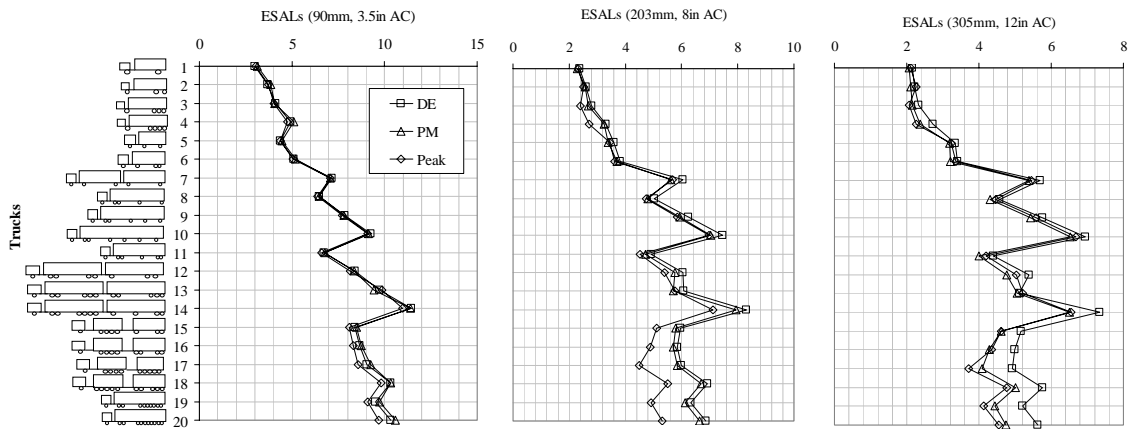 ESALs (90mm, 3.5in AC)
0 5 10 15
ESALs (203mm, 8in AC)
0 2 4 6 8 10
ESALs (305mm, 12in AC)
0 2 4 6 8
Trucks
1
2
3
4
5
6
7
8
9
10
11
12
13
14
15
16
17
18
19
20
DE
PM
Peak